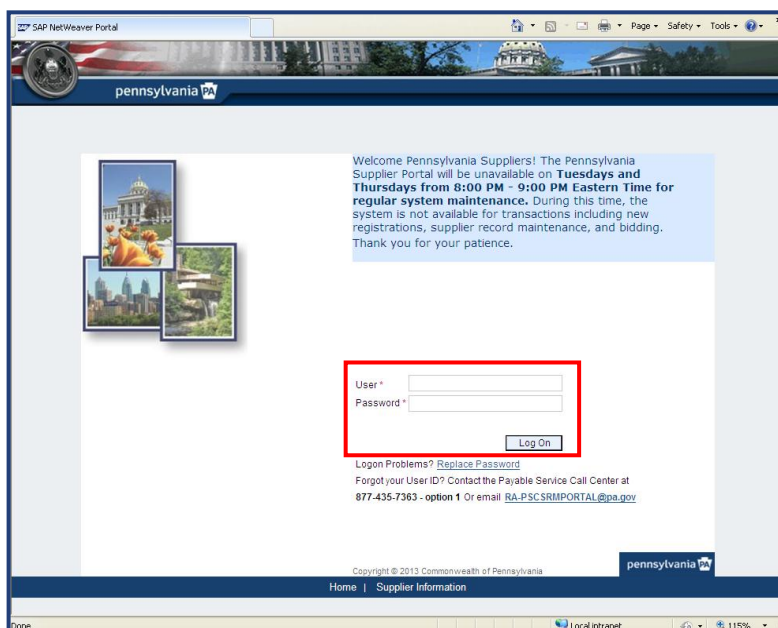 SAP NetWeaver Portal
Page
Safety
Tools
pennsylvania PA
Welcome Pennsylvania Suppliers! The Pennsylvania
Supplier Portal will be unavailable on Tuesdays and
Thursdays from 8:00 PM - 9:00 PM Eastern Time for
regular system maintenance. During this time, the
system is not available for transactions including new
registrations, supplier record maintenance, and bidding.
Thank you for your patience.
User *
Password *
Log On
Logon Problems? Replace Password
Forgot your User ID? Contact the Payable Service Call Center at
877-435-7363 - option 1 Or email RA-PSCSRMPORTAL@pa.gov
Copyright © 2013 Commonwealth of Pennsylvania
pennsylvania PA
Home | Supplier Information
Done
Local intranet
115%